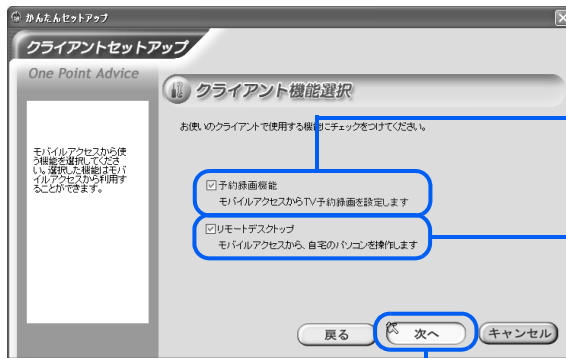 かんたんセットアップ
クライアントセットアップ
One Point Advice
クライアント機能選択
お使いのクライアントで使用する機能にチェックをつけてください。
モバイルアクセスから使
う機能を選択してくださ
い。選択した機能はモバ
イルアクセスから利用す
ることができます。
予約録画機能
モバイルアクセスからTV予約録画を設定します
リモートデスクトップ
モバイルアクセスから、自宅のパソコンを操作します
戻る
次へ
キャンセル